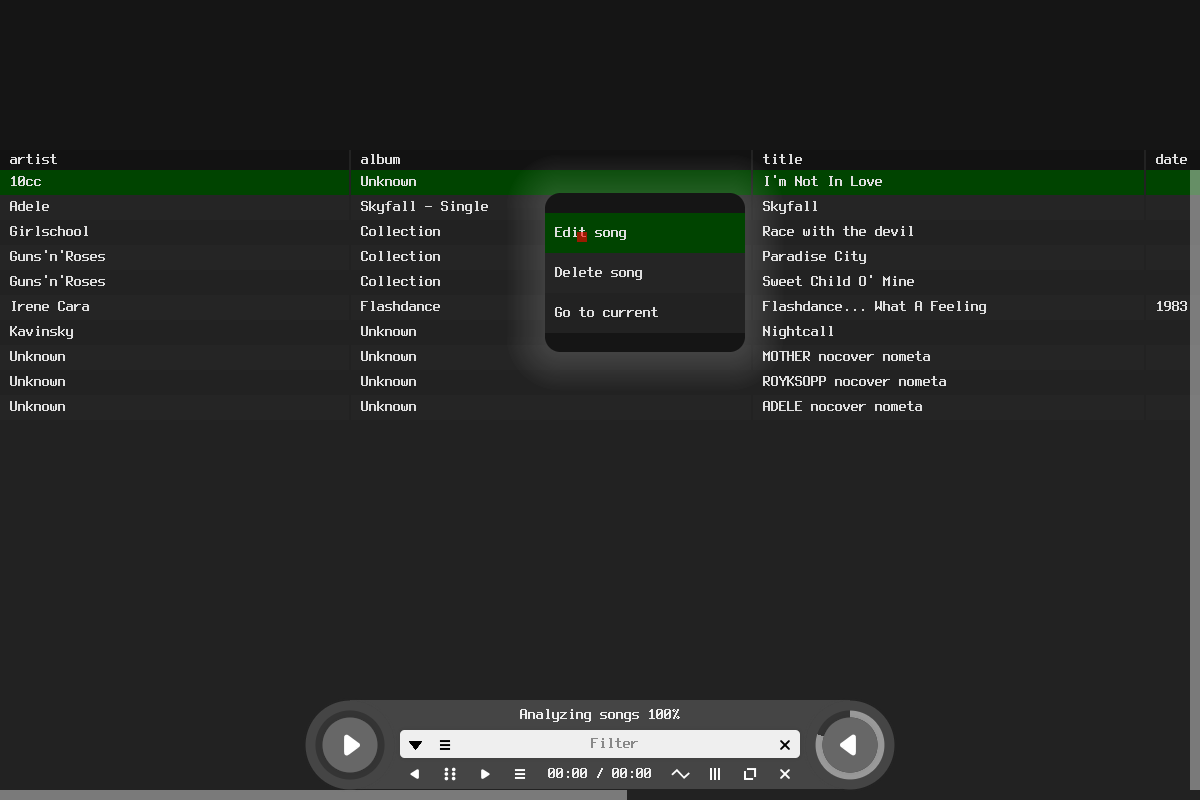 artist album title date
10cc Unknown I'm Not In Love
Adele Skyfall - Single Skyfall
Girlschool Collection Edit song Race with the devil
Guns'n'Roses Collection Paradise City
Delete song
Guns'n'Roses Collection Sweet Child O' Mine
Irene Cara Flashdance Go to current Flashdance... What A Feeling 1983
Kavinsky Unknown Nightcall
Unknown Unknown MOTHER nocover nometa
Unknown Unknown ROYKSOPP nocover nometa
Unknown Unknown ADELE nocover nometa
Analyzing songs 100%
Filter
00:00 / 00:00